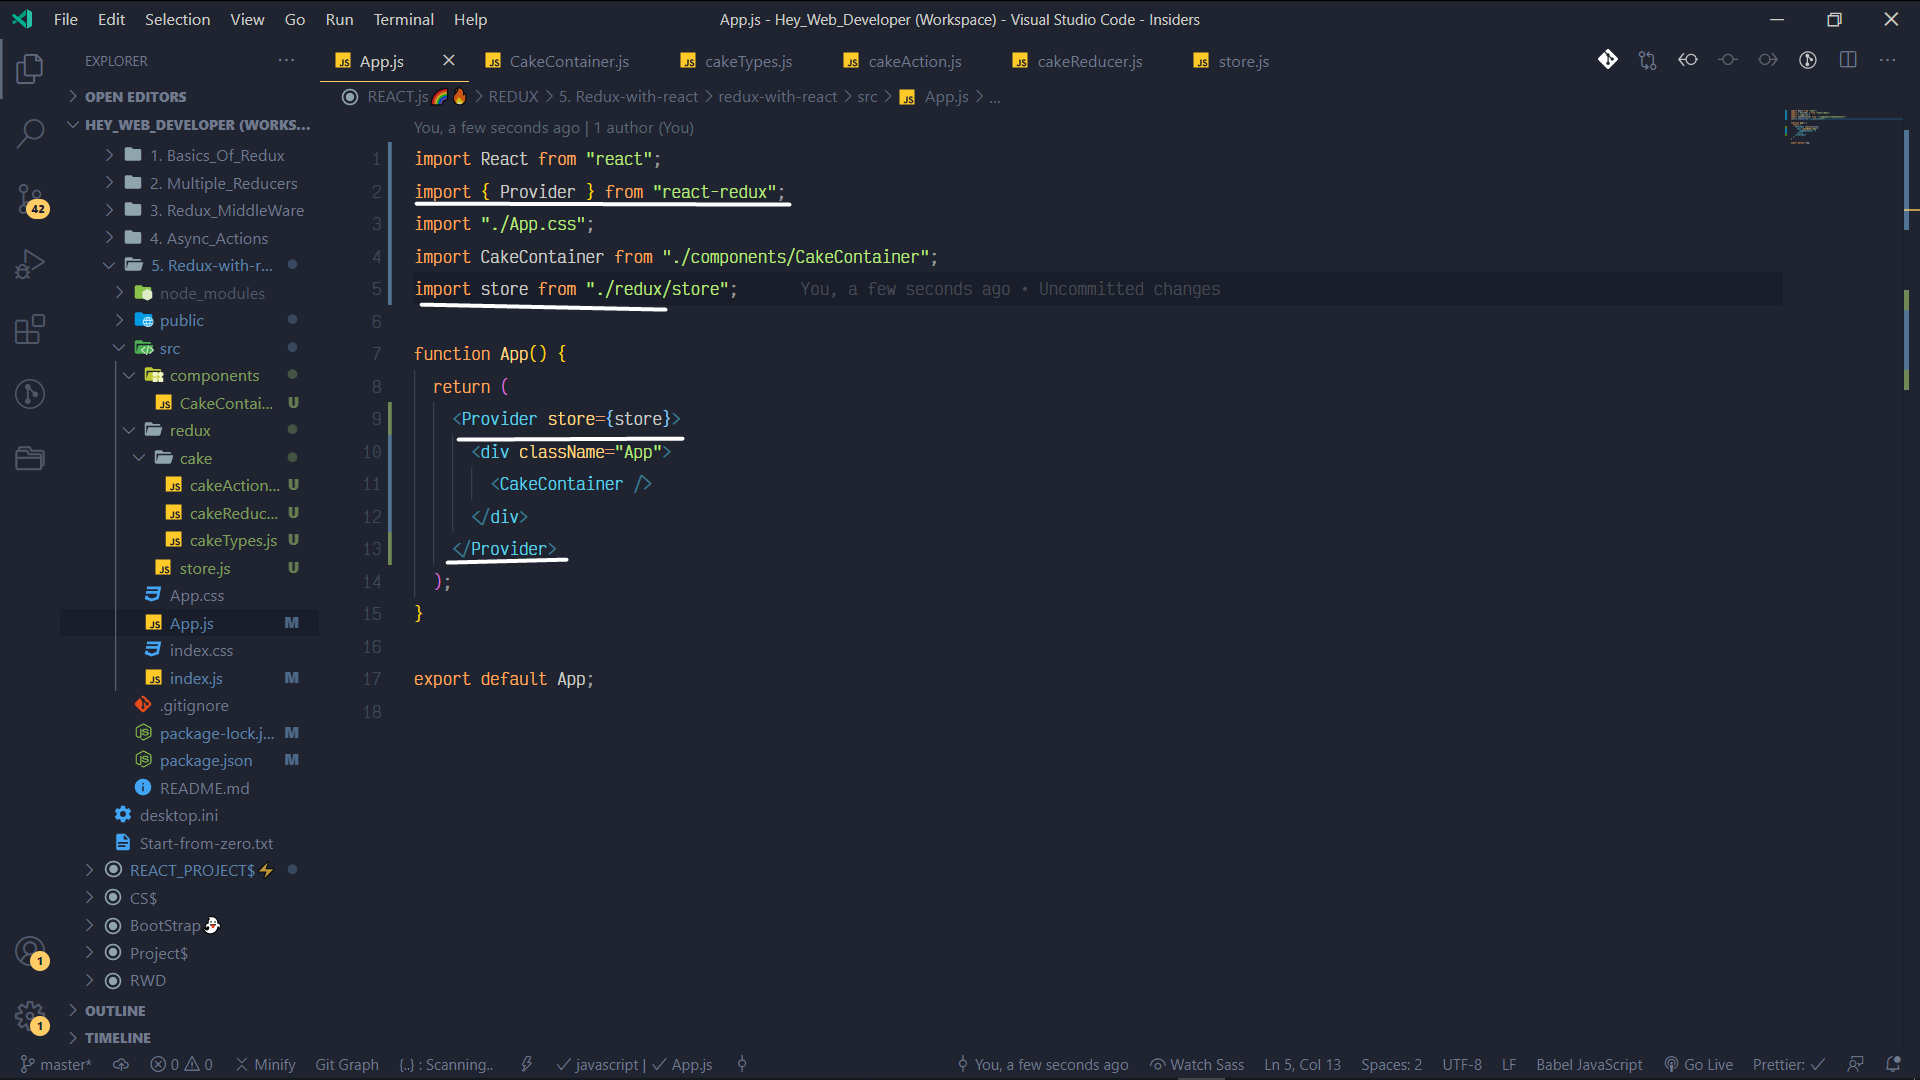 File Edit Selection View Go Run Terminal Help
App.js - Hey_Web_Developer (Workspace) - Visual Studio Code - Insiders
EXPLORER
App.js
CakeContainer.js
cakeTypes.js
cakeAction.js
cakeReducer.js
store.js
OPEN EDITORS
HEY_WEB_DEVELOPER (WORKS...
1. Basics_Of_Redux
2. Multiple_Reducers
3. Redux_MiddleWare
4. Async_Actions
5. Redux-with-r...
node_modules
public
src
components
CakeContai... U
redux
cake
cakeAction... U
cakeReduc... U
cakeTypes.js U
store.js U
App.css
App.js M
index.css
index.js M
.gitignore
package-lock.j... M
package.json M
README.md
desktop.ini
Start-from-zero.txt
REACT_PROJECT$⚡
CS$
BootStrap👻
Project$
RWD
OUTLINE
TIMELINE
42
1
1
REACT.js🌈🔥 > REDUX > 5. Redux-with-react > redux-with-react > src > JS App.js > ...
You, a few seconds ago | 1 author (You)
1 import React from "react";
2 import { Provider } from "react-redux";
3 import "./App.css";
4 import CakeContainer from "./components/CakeContainer";
5 import store from "./redux/store"; You, a few seconds ago • Uncommitted changes
6
7 function App() {
8 return (
9 <Provider store={store}>
10 <div className="App">
11 <CakeContainer />
12 </div>
13 </Provider>
14 );
15 }
16
17 export default App;
18
master* 0 0 Minify Git Graph {..} : Scanning.. javascript | App.js
You, a few seconds ago Watch Sass Ln 5, Col 13 Spaces: 2 UTF-8 LF Babel JavaScript Go Live Prettier: ✓